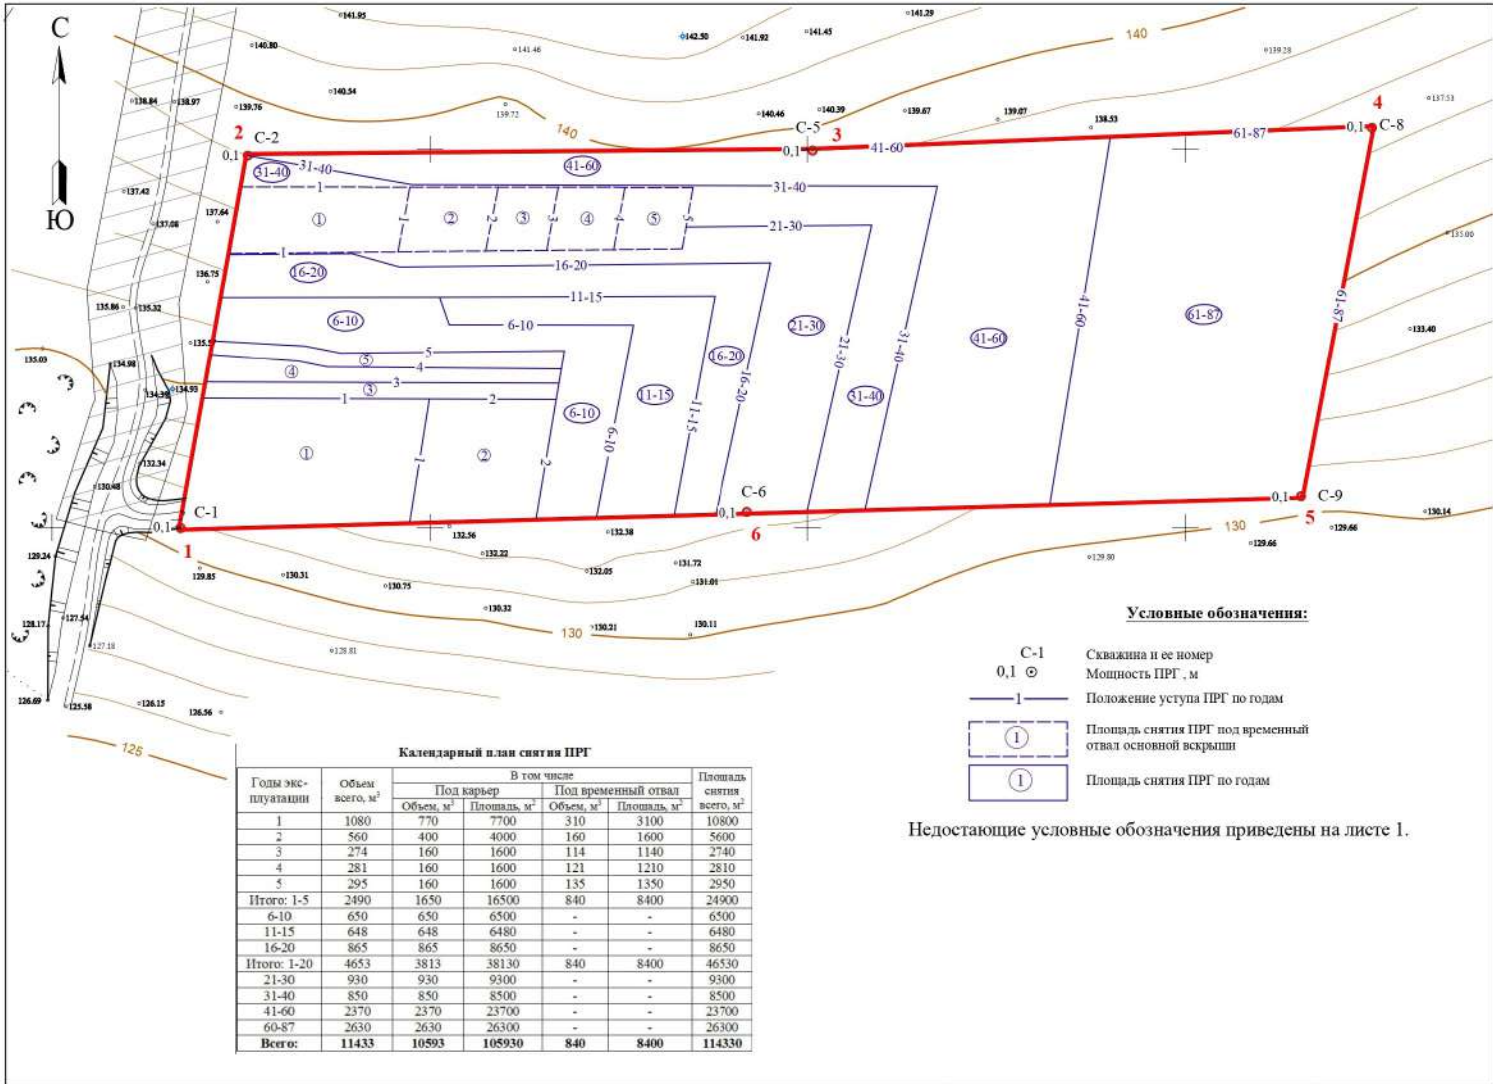 С
Ю
141.95
141.29
140.80
141.46
142.50
141.92
141.45
140
139.28
138.84
138.97
139.76
140.54
139.72
140
140.46
140.39
139.67
139.07
138.53
137.53
2
С-2
0,1
С-5
0,1
3
41-60
61-87
4
0,1
С-8
31-40
31-40
41-60
1
31-40
137.42
137.08
137.64
1
1
2
2
3
3
4
4
5
5
21-30
135.00
1
16-20
16-20
136.75
11-15
135.86
135.32
6-10
6-10
21-30
41-60
61-87
61-87
41-60
133.40
135.03
134.98
5
5
4
4
3
3
16-20
21-30
31-40
134.39
134.93
1
2
6-10
11-15
16-20
31-40
11-15
1
2
1
2
6-10
132.34
130.48
С-1
0,1
1
С-6
0,1
6
0,1
С-9
5
130.14
130
129.66
129.66
132.56
132.38
129.24
129.85
130.31
132.22
130.75
132.05
131.72
131.01
129.80
130.32
130
130.21
130.11
128.17
127.54
127.18
128.81
126.69
125.58
126.15
126.56
125
Условные обозначения:
С-1 Скважина и ее номер
0,1 Мощность ПРГ , м
1 Положение уступа ПРГ по годам
1 Площадь снятия ПРГ под временный
отвал основной вскрыши
1 Площадь снятия ПРГ по годам
Недостающие условные обозначения приведены на листе 1.
Календарный план снятия ПРГ
Годы экс-
плуатации
Объем
всего, м³
В том числе
Под карьер
Под временный отвал
Объем, м³ Площадь, м² Объем, м³ Площадь, м²
Площадь
снятия
всего, м²
1 1080 770 7700 310 3100 10800
2 560 400 4000 160 1600 5600
3 274 160 1600 114 1140 2740
4 281 160 1600 121 1210 2810
5 295 160 1600 135 1350 2950
Итого: 1-5 2490 1650 16500 840 8400 24900
6-10 650 650 6500 - - 6500
11-15 648 648 6480 - - 6480
16-20 865 865 8650 - - 8650
Итого: 1-20 4653 3813 38130 840 8400 46530
21-30 930 930 9300 - - 9300
31-40 850 850 8500 - - 8500
41-60 2370 2370 23700 - - 23700
60-87 2630 2630 26300 - - 26300
Всего: 11433 10593 105930 840 8400 114330